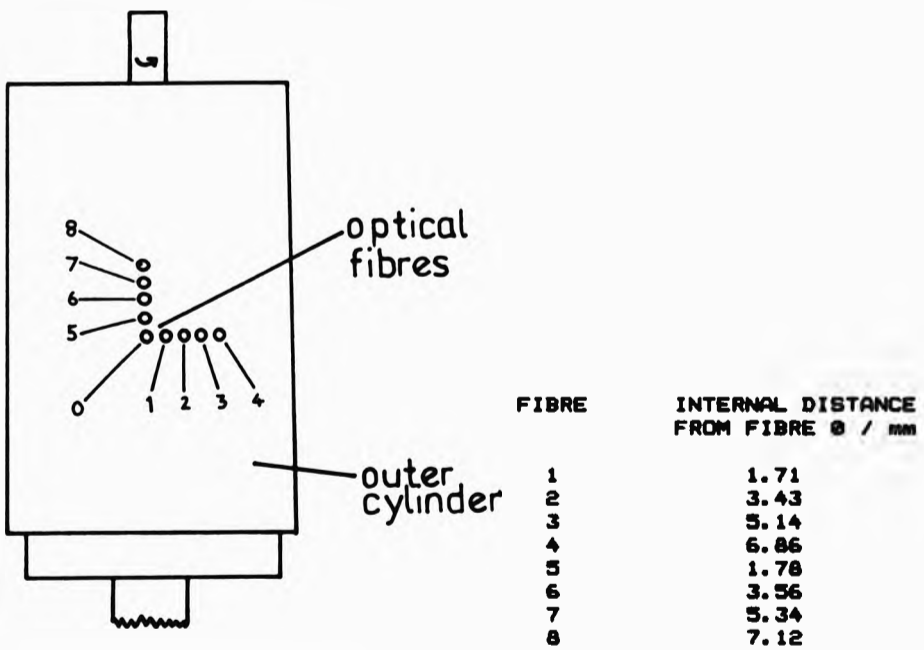 8
7
6
5
0
1 2 3 4
optical
fibres
outer
cylinder
FIBRE INTERNAL DISTANCE
FROM FIBRE 0 / mm
1 1.71
2 3.43
3 5.14
4 6.86
5 1.78
6 3.56
7 5.34
8 7.12